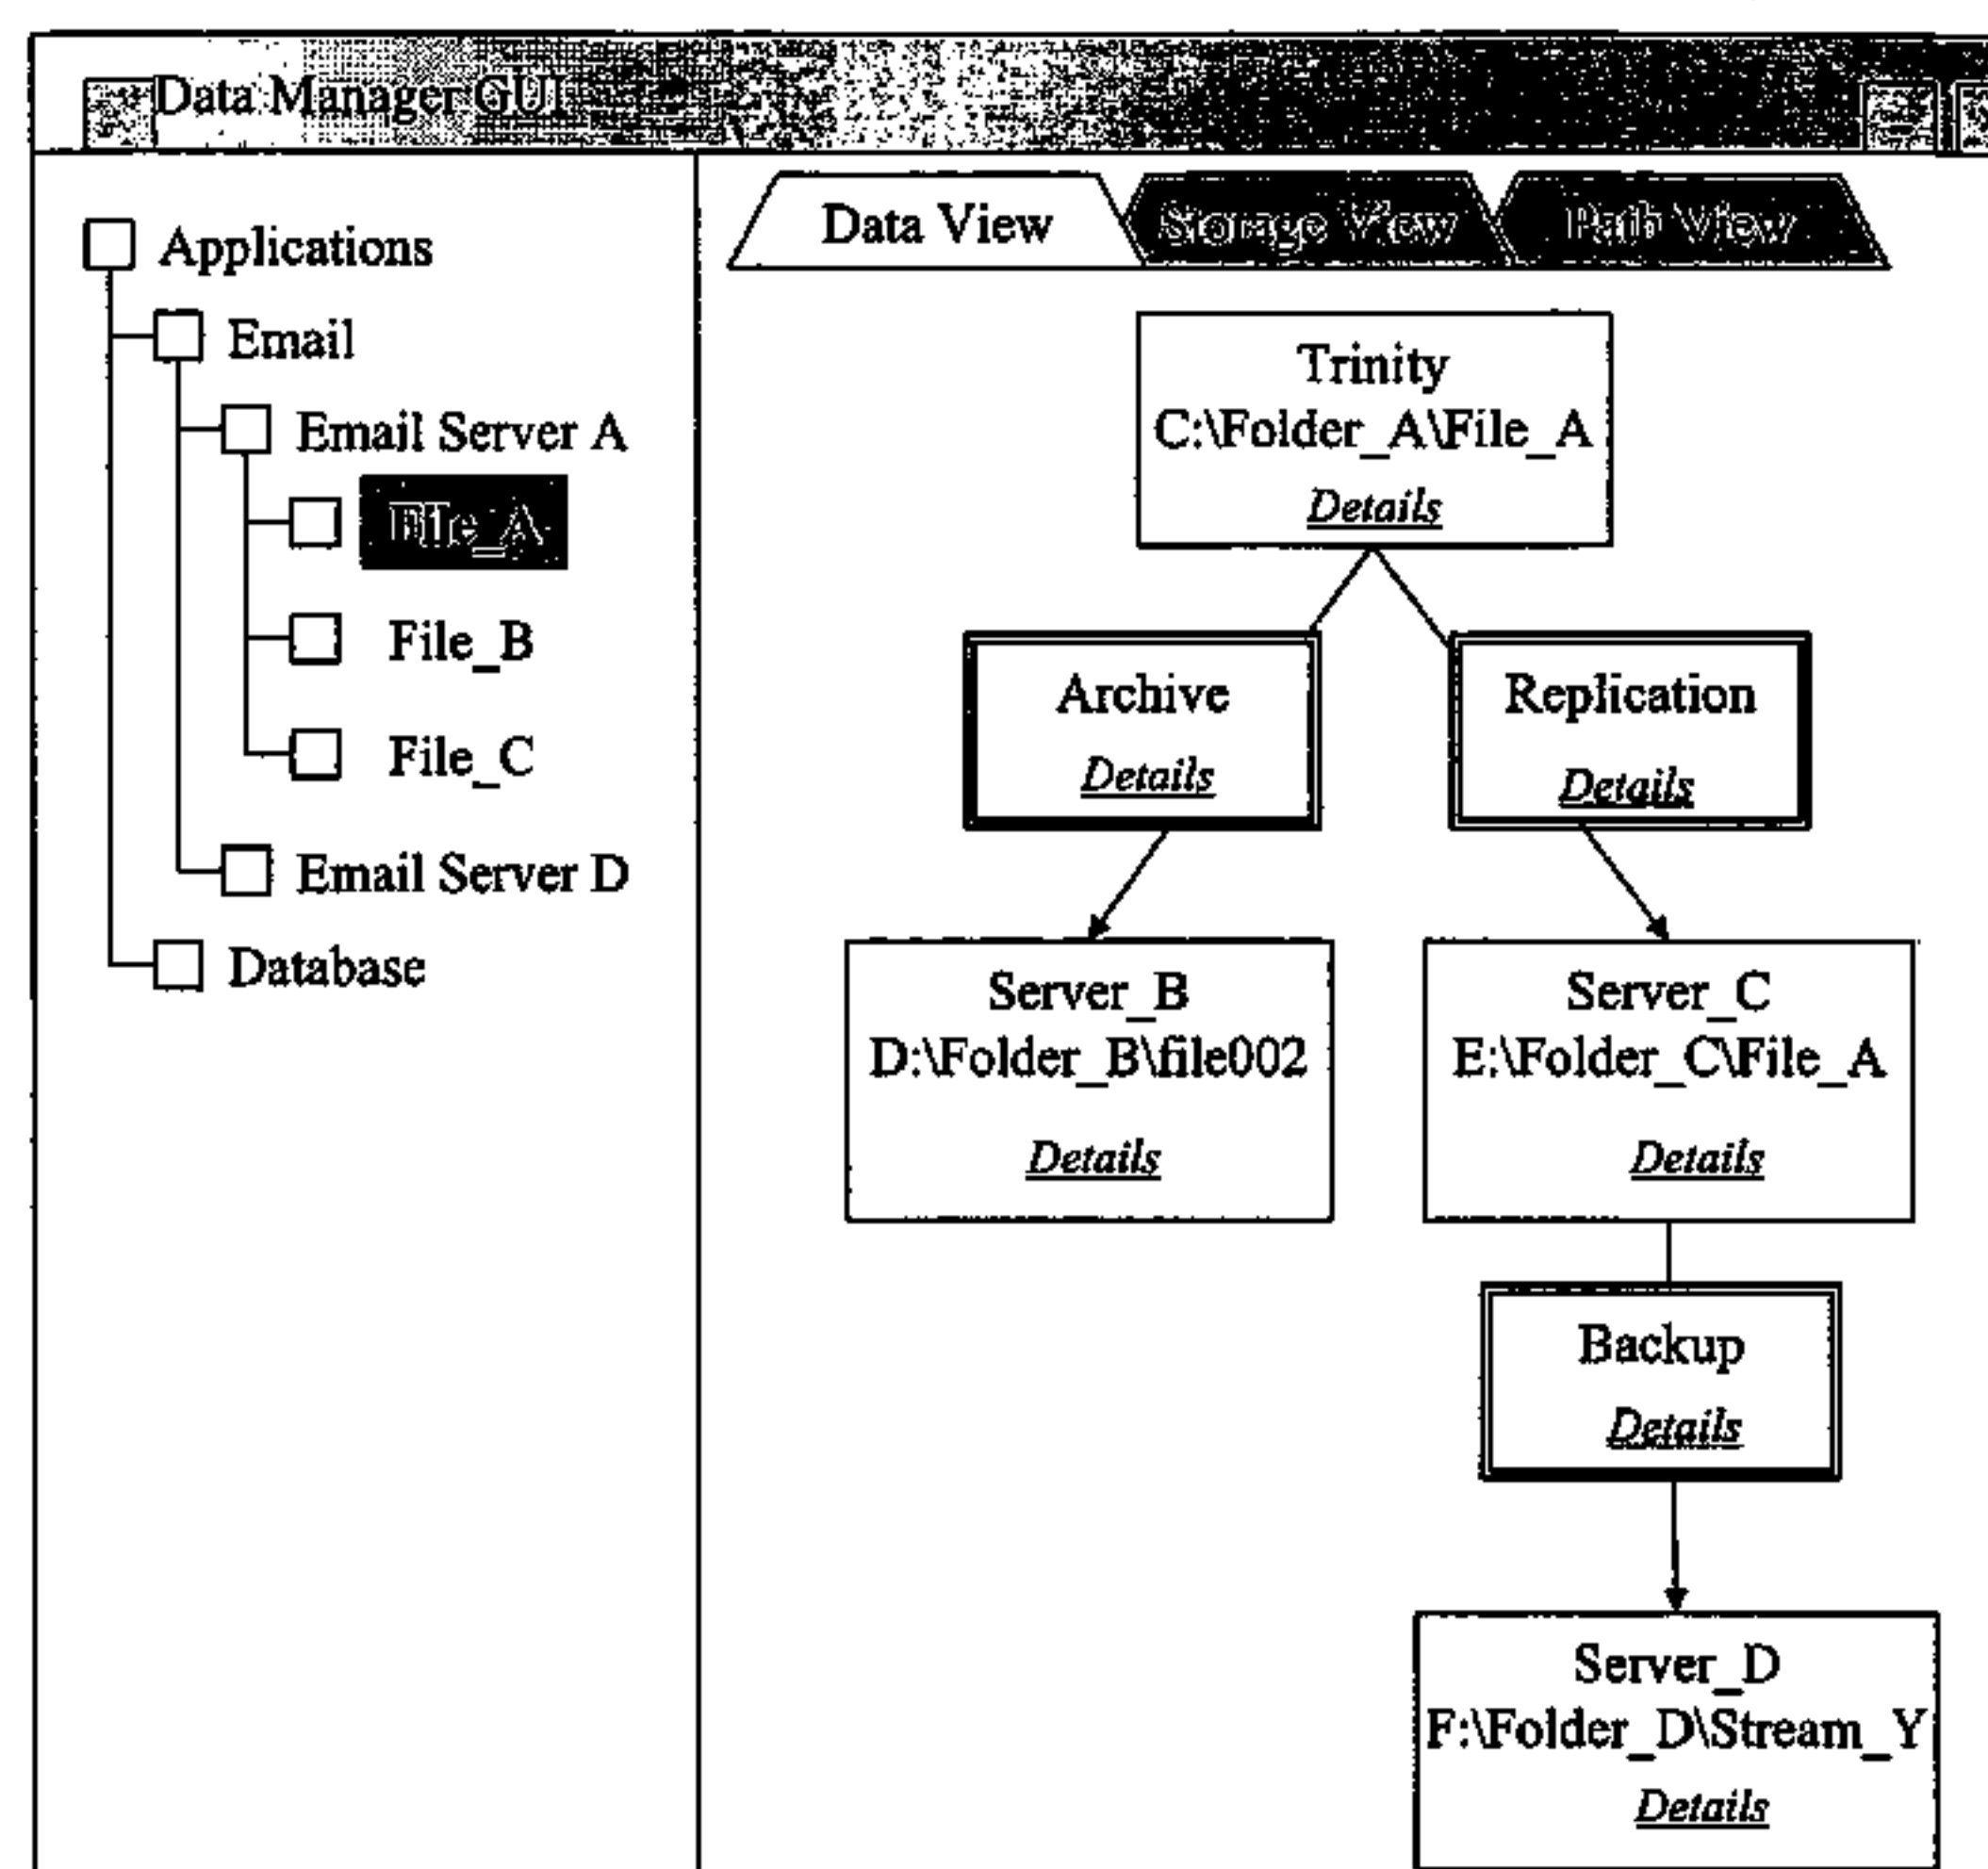 Data Manager GUI
Applications
Email
Email Server A
File_A
File_B
File_C
Email Server D
Database
Data View
Storage View
Path View
Trinity
C:\Folder_A\File_A
Details
Archive
Details
Replication
Details
Server_B
D:\Folder_B\file002
Details
Server_C
E:\Folder_C\File_A
Details
Backup
Details
Server_D
F:\Folder_D\Stream_Y
Details